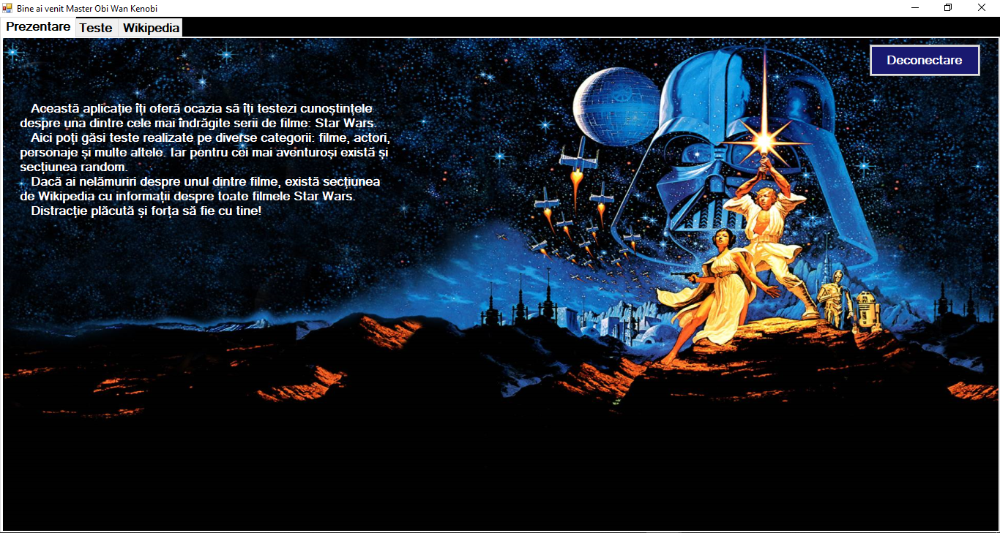 Bine ai venit Master Obi Wan Kenobi
Prezentare Teste Wikipedia
Deconectare
Această aplicație îți oferă ocazia să îți testezi cunoștințele
despre una dintre cele mai îndrăgite serii de filme: Star Wars.
Aici poți găsi teste realizate pe diverse categorii: filme, actori,
personaje și multe altele. Iar pentru cei mai aventuroși există și
secțiunea random.
Dacă ai nelămuriri despre unul dintre filme, există secțiunea
de Wikipedia cu informații despre toate filmele Star Wars.
Distracție plăcută și forța să fie cu tine!